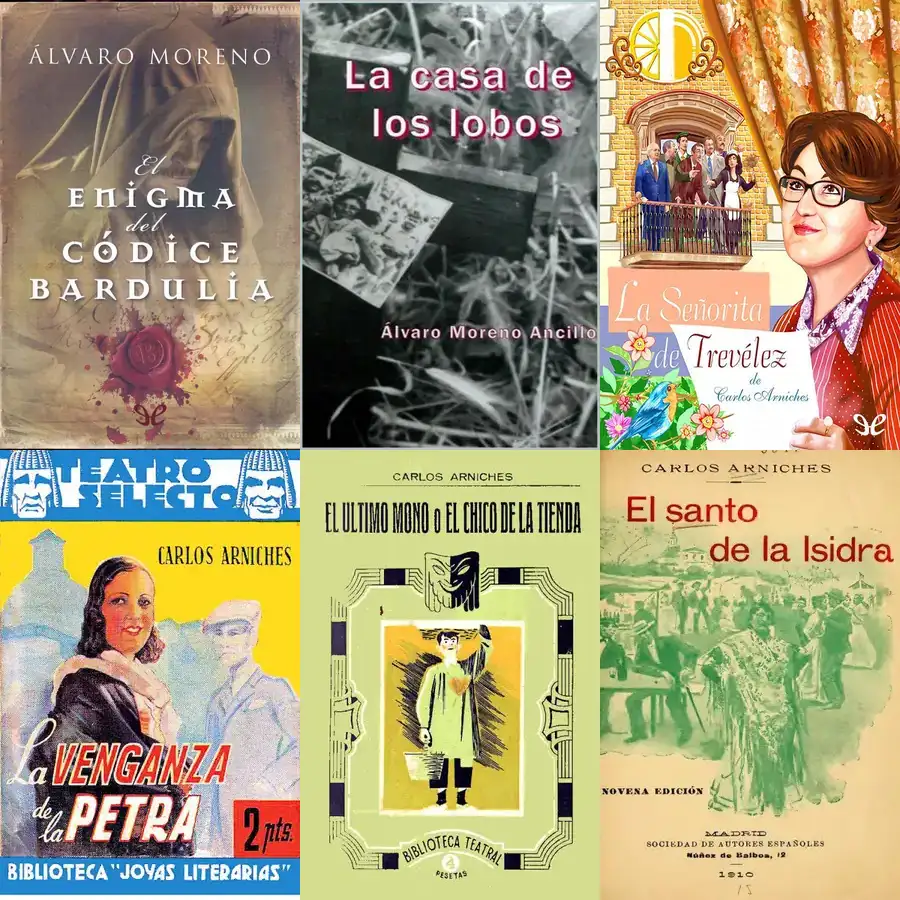 ÁLVARO MORENO
El
ENIGMA
del
CÓDICE
BARDULIA
B
La casa de
los lobos
Álvaro Moreno Ancillo
La Señorita
de Trevélez
de
Carlos Arniches
TEATRO
SELECTO
CARLOS ARNICHES
La VENGANZA
de la PETRA
2 pts.
BIBLIOTECA "JOYAS LITERARIAS"
CARLOS ARNICHES
EL ULTIMO MONO o EL CHICO DE LA TIENDA
BIBLIOTECA TEATRAL
4
PESETAS
CARLOS ARNICHES
El santo
de la Isidra
NOVENA EDICIÓN
MADRID
SOCIEDAD DE AUTORES ESPAÑOLES
Núñez de Balboa, 12
1910